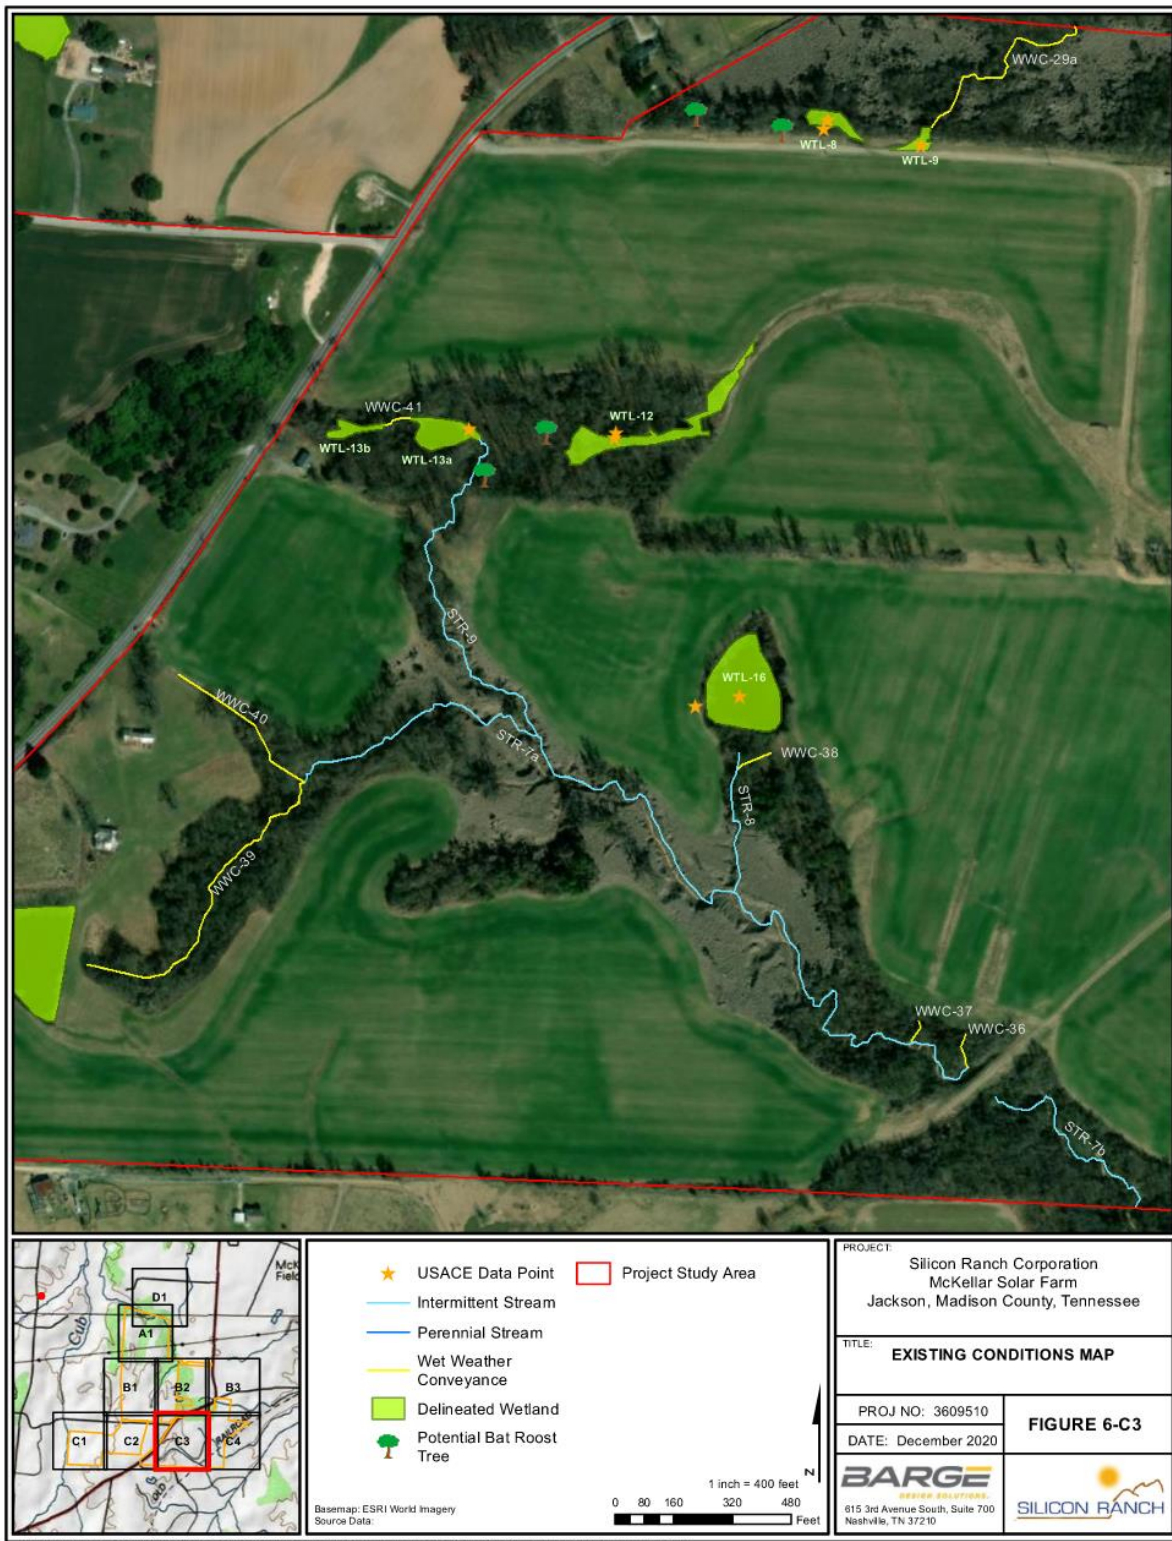 WWC-29a
WTL-8
WTL-9
WWC-41
WTL-12
WTL-13b
WTL-13a
STR-9
WTL-16
WWC-40
STR-7a
WWC-38
STR-8
WWC-39
WWC-37
WWC-36
STR-7b
D1
A1
Cub
B1
B2
B3
C1
C2
C3
C4
RAILROAD
OLD
USACE Data Point
Project Study Area
Intermittent Stream
Perennial Stream
Wet Weather
Conveyance
Delineated Wetland
Potential Bat Roost
Tree
1 inch = 400 feet
N
0 80 160 320 480
Feet
Basemap: ESRI World Imagery
Source Data:
PROJECT:
Silicon Ranch Corporation
McKellar Solar Farm
Jackson, Madison County, Tennessee
TITLE:
EXISTING CONDITIONS MAP
PROJ NO: 3609510
DATE: December 2020
FIGURE 6-C3
BARGE
DESIGN SOLUTIONS.
615 3rd Avenue South, Suite 700
Nashville, TN 37210
SILICON RANCH